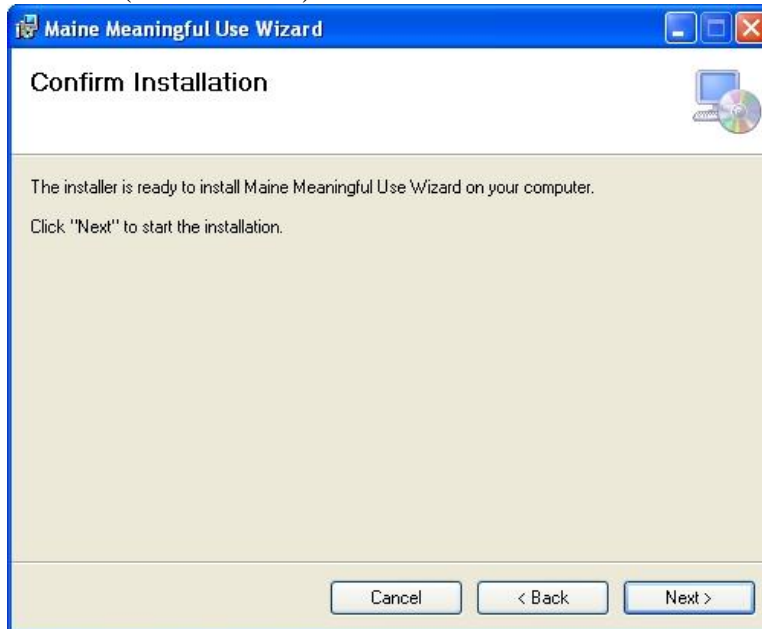 Maine Meaningful Use Wizard
Confirm Installation
The installer is ready to install Maine Meaningful Use Wizard on your computer.
Click "Next" to start the installation.
Cancel
< Back
Next >